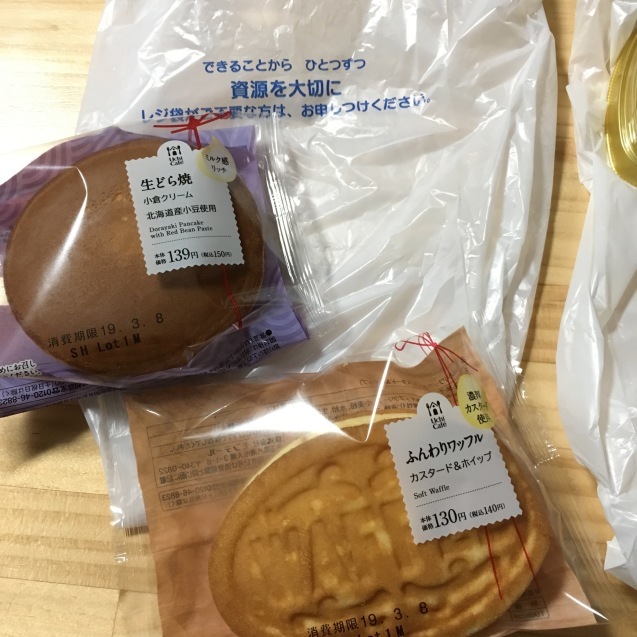 できることから ひとつずつ
資源を大切に
レジ袋がご不要な方は、お申しつけください。
Uchi
Café
ミルク感
リッチ
生どら焼
小倉クリーム
北海道産小豆使用
Dorayaki Pancake
with Red Bean Paste
本体
価格 139円 (税込150円)
消費期限 19. 3. 8
SH Lot1M
Uchi
Café
ふんわりワッフル
カスタード&ホイップ
Soft Waffle
本体
価格 130円 (税込140円)
消費期限 19. 3. 8